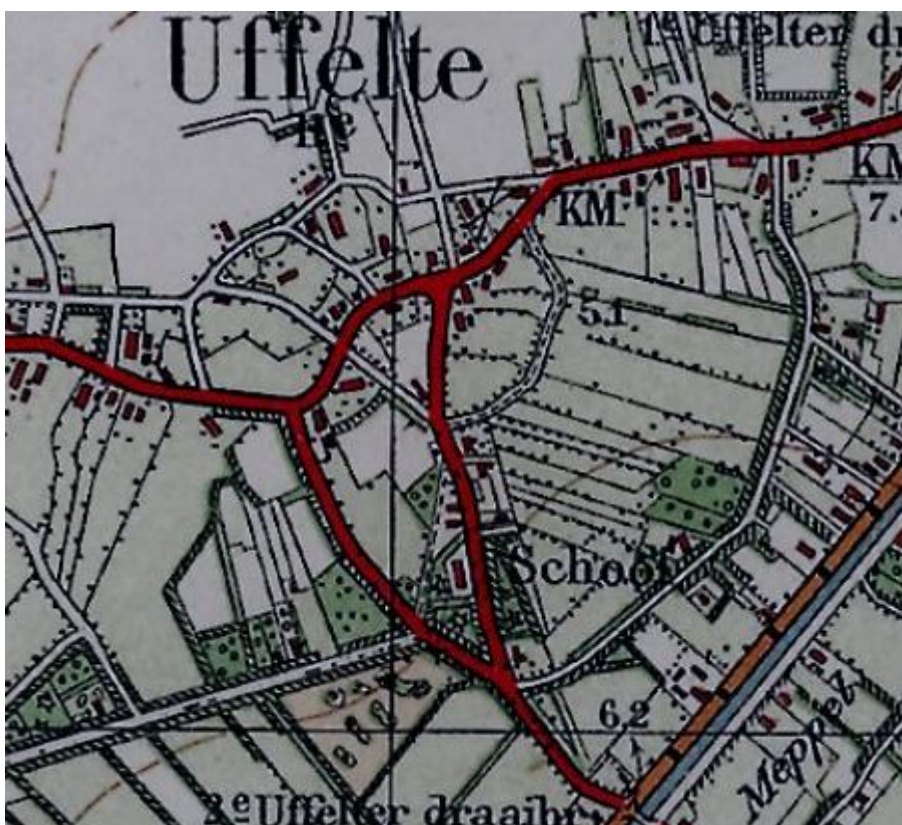 Uffelte
1e Uffelter dr
KM
KM
7.
5.1.
School
6.2
Meppel
2e Uffelter draaibr.